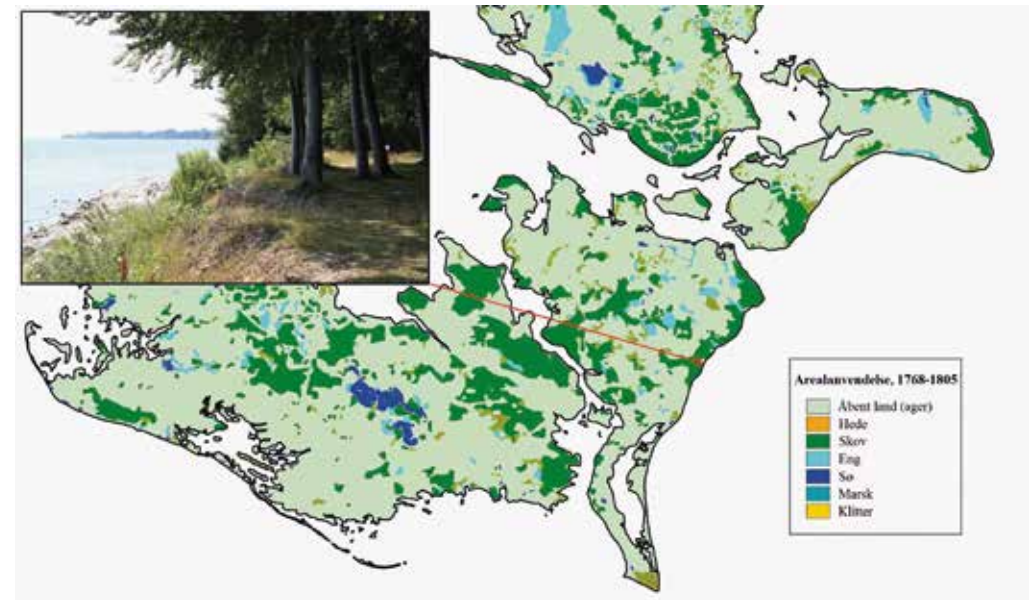 Arealanvendelse, 1768-1805
Åbent land (ager)
Hede
Skov
Eng
Sø
Marsk
Klitter